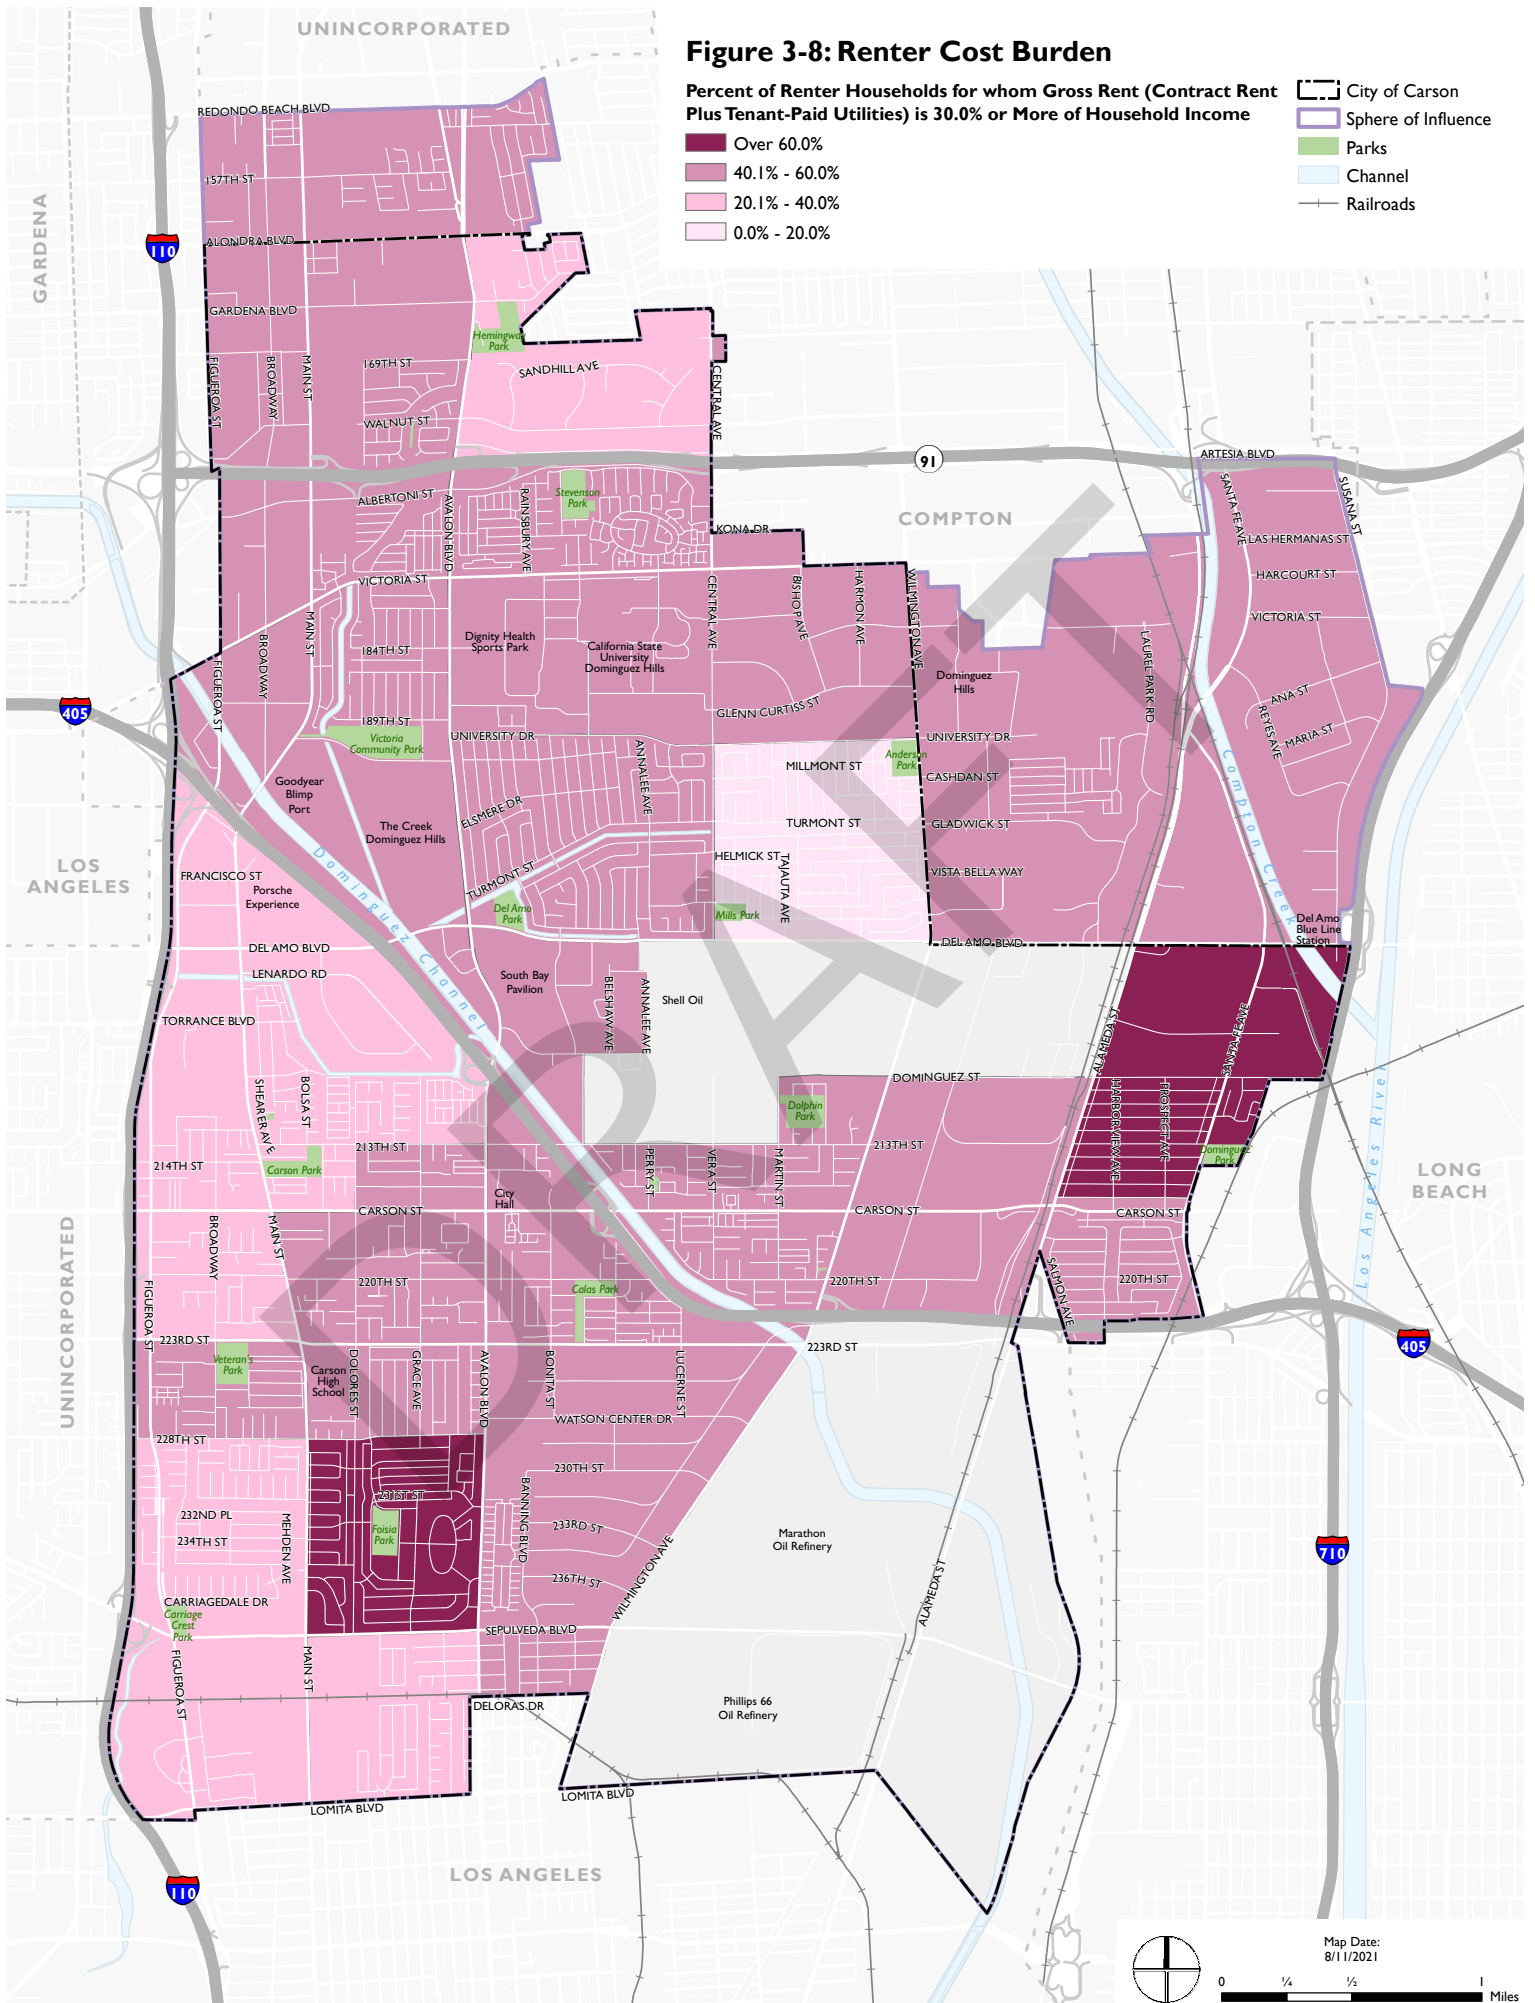 Figure 3-8: Renter Cost Burden
Percent of Renter Households for whom Gross Rent (Contract Rent
Plus Tenant-Paid Utilities) is 30.0% or More of Household Income
Over 60.0%
40.1% - 60.0%
20.1% - 40.0%
0.0% - 20.0%
City of Carson
Sphere of Influence
Parks
Channel
Railroads
UNINCORPORATED
REDONDO BEACH BLVD
157TH ST
GARDENA
ALONDRA BLVD
110
GARDENA BLVD
Hemingway
Park
169TH ST
SANDHILL AVE
FIGUEROA ST
BROADWAY
MAIN ST
CENTRAL AVE
WALNUT ST
91
ARTESIA BLVD
ALBERTONI ST
AVALON BLVD
RAINSBURY AVE
Stevenson
Park
KONA DR
COMPTON
SANTA FE AVE
SUSANA ST
LAS HERMANAS ST
VICTORIA ST
HARCOURT ST
CENTRAL AVE
BISHOP AVE
HARMON AVE
WILMINGTON AVE
VICTORIA ST
MAIN ST
BROADWAY
FIGUEROA ST
184TH ST
Dignity Health
Sports Park
California State
University
Dominguez Hills
Dominguez
Hills
LAUREL PARK RD
ANA ST
REYES AVE
MARIA ST
405
189TH ST
GLENN CURTISS ST
Victoria
Community Park
UNIVERSITY DR
UNIVERSITY DR
ANNALEE AVE
MILLMONT ST
Anderson
Park
CASHDAN ST
Compton Creek
Goodyear
Blimp
Port
ELSMERE DR
The Creek
Dominguez Hills
TURMONT ST
GLADWICK ST
LOS
ANGELES
Dominguez Channel
HELMICK ST
TAJAUTA AVE
FRANCISCO ST
TURMONT ST
VISTA BELLA WAY
Porsche
Experience
Del Amo
Park
Mills Park
Del Amo
Blue Line
Station
DEL AMO BLVD
DEL AMO BLVD
LENARDO RD
South Bay
Pavilion
BELSHAW AVE
ANNALEE AVE
Shell Oil
TORRANCE BLVD
ALAMEDA ST
SANTA FE AVE
DOMINGUEZ ST
SHEARER AVE
BOLSA ST
HARBOR VIEW AVE
PROSPECT AVE
Dolphin
Park
Los Angeles River
213TH ST
213TH ST
Dominguez
Park
214TH ST
Carson Park
PERRY ST
VERA ST
MARTIN ST
LONG
BEACH
City
Hall
CARSON ST
CARSON ST
CARSON ST
UNINCORPORATED
BROADWAY
MAIN ST
FIGUEROA ST
220TH ST
Calas Park
220TH ST
SALMON AVE
220TH ST
223RD ST
223RD ST
405
Veteran's
Park
Carson
High
School
DOLORES ST
GRACE AVE
AVALON BLVD
BONITA ST
LUCERNE ST
WATSON CENTER DR
228TH ST
230TH ST
231ST ST
BANNING BLVD
232ND PL
MEHDEN AVE
Foisia
Park
233RD ST
234TH ST
Marathon
Oil Refinery
710
WILMINGTON AVE
236TH ST
ALAMEDA ST
CARRIAGEDALE DR
Carriage
Crest
Park
SEPULVEDA BLVD
FIGUEROA ST
MAIN ST
DELORAS DR
Phillips 66
Oil Refinery
LOMITA BLVD
LOMITA BLVD
LOS ANGELES
110
DRAFT
Map Date:
8/11/2021
0 1/4 1/2 1
Miles
VICTORIA ST